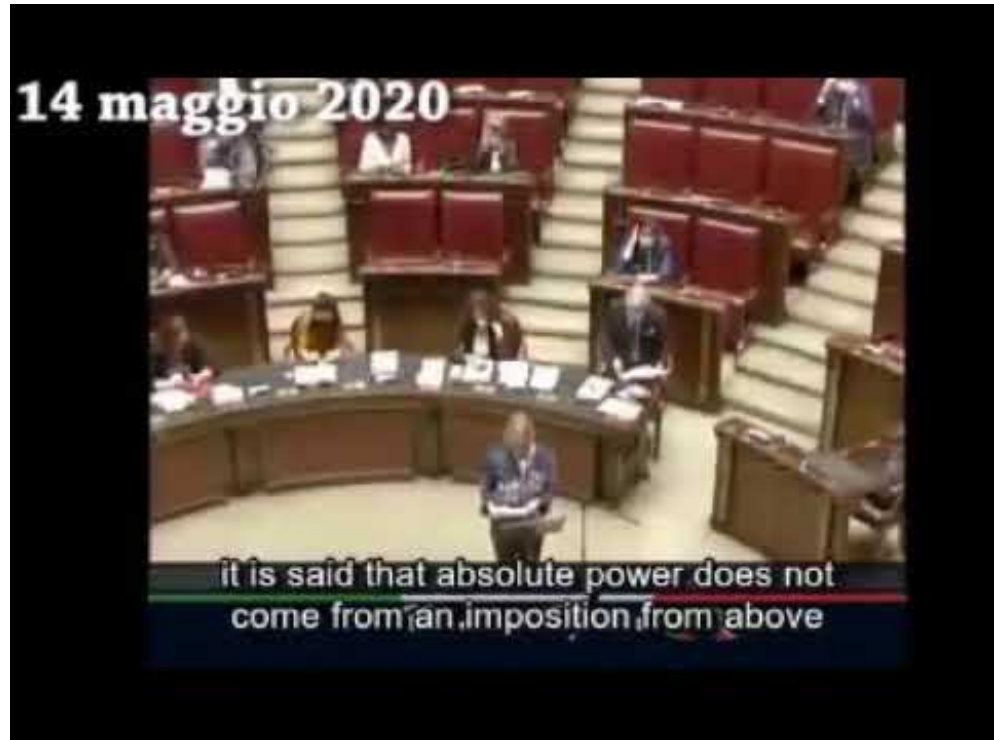 14 maggio 2020
it is said that absolute power does not
come from an imposition from above